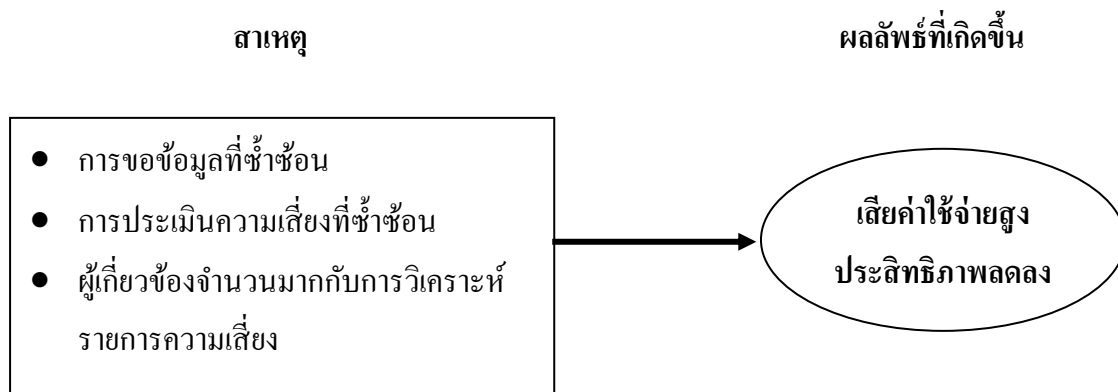 สาเหตุ
ผลลัพธ์ที่เกิดขึ้น
● การขอข้อมูลที่ซ้ำซ้อน
● การประเมินความเสี่ยงที่ซ้ำซ้อน
● ผู้เกี่ยวข้องจำนวนมากกับการวิเคราะห์
รายการความเสี่ยง
เสียค่าใช้จ่ายสูง
ประสิทธิภาพลดลง